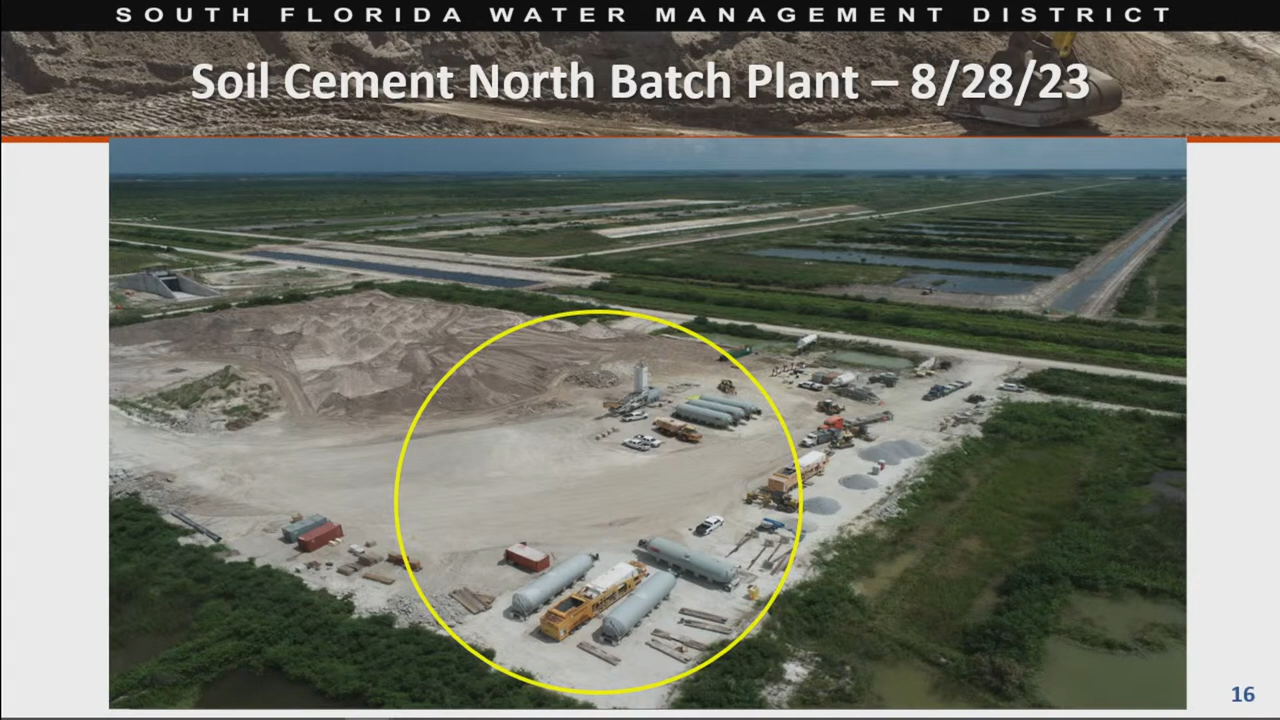 SOUTH FLORIDA WATER MANAGEMENT DISTRICT
Soil Cement North Batch Plant – 8/28/23
16